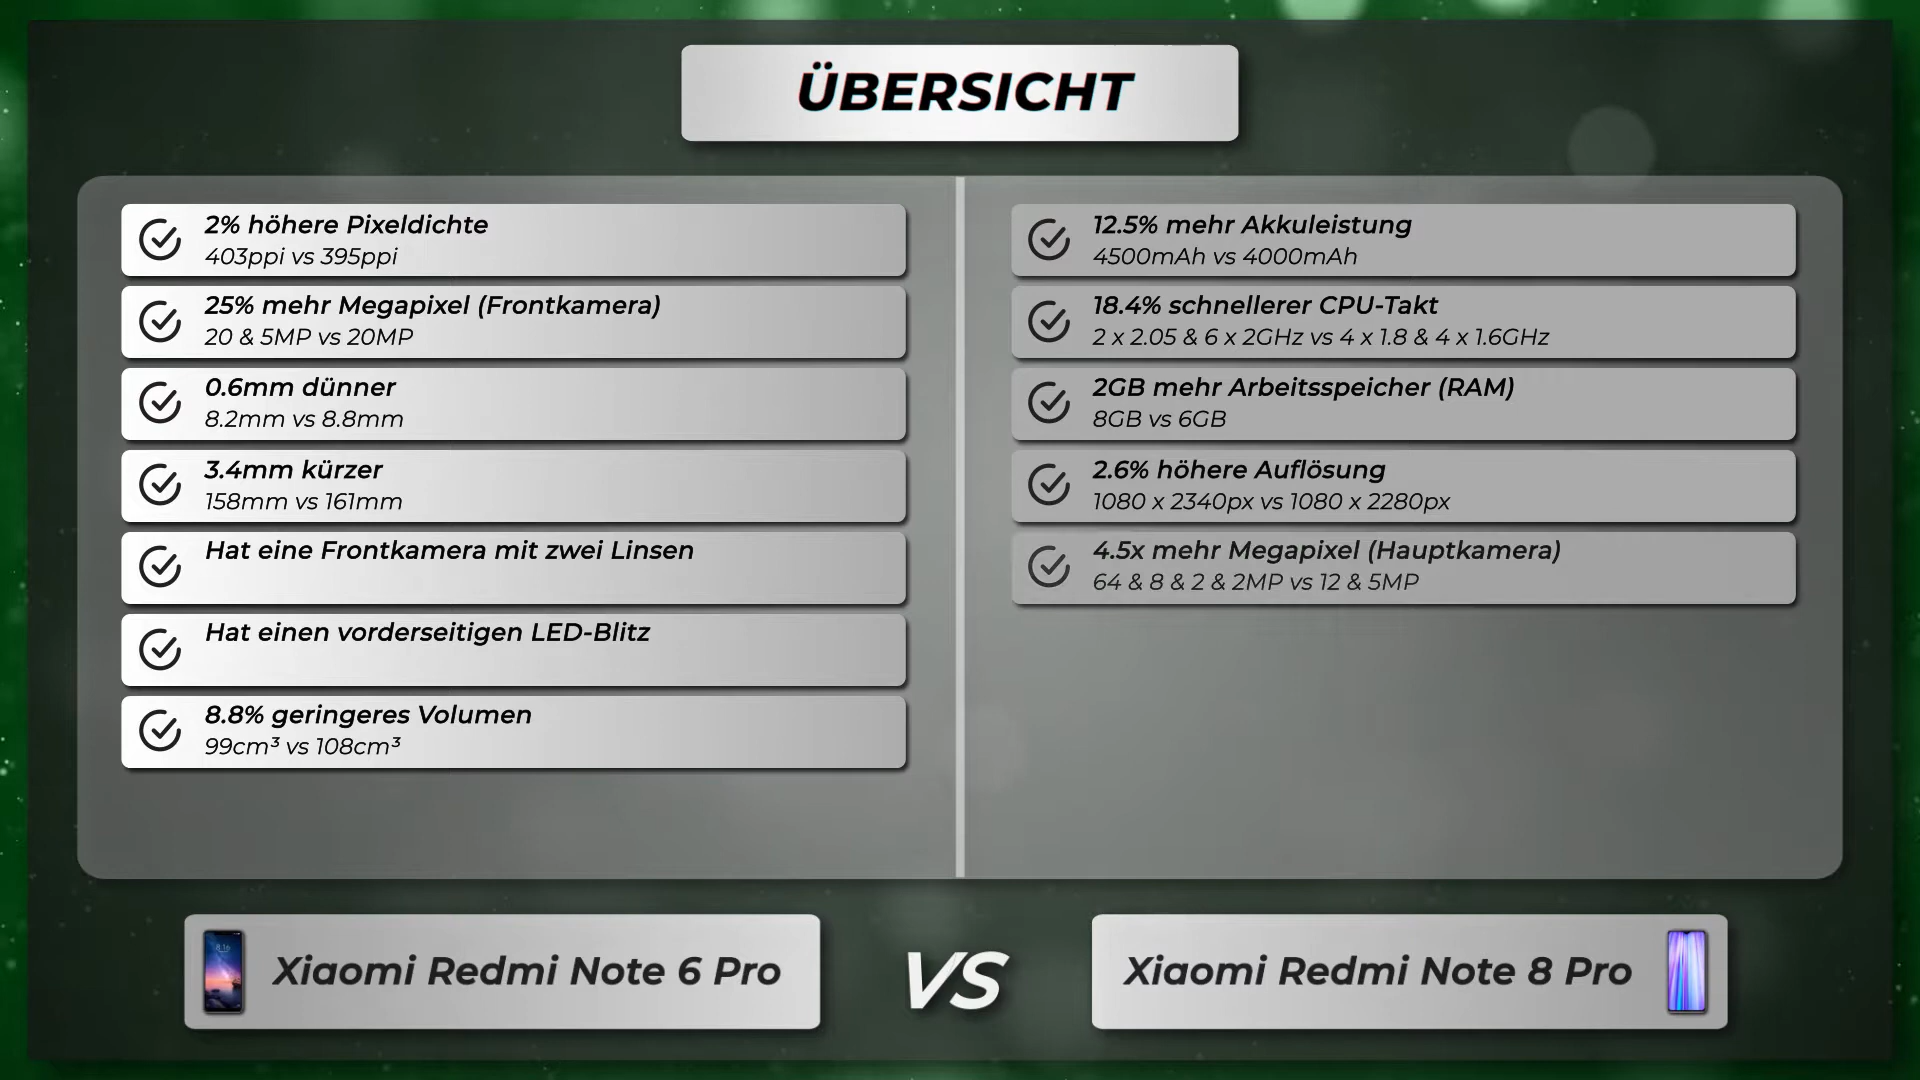 ÜBERSICHT
2% höhere Pixeldichte
403ppi vs 395ppi
25% mehr Megapixel (Frontkamera)
20 & 5MP vs 20MP
0.6mm dünner
8.2mm vs 8.8mm
3.4mm kürzer
158mm vs 161mm
Hat eine Frontkamera mit zwei Linsen
Hat einen vorderseitigen LED-Blitz
8.8% geringeres Volumen
99cm³ vs 108cm³
12.5% mehr Akkuleistung
4500mAh vs 4000mAh
18.4% schnellerer CPU-Takt
2 x 2.05 & 6 x 2GHz vs 4 x 1.8 & 4 x 1.6GHz
2GB mehr Arbeitsspeicher (RAM)
8GB vs 6GB
2.6% höhere Auflösung
1080 x 2340px vs 1080 x 2280px
4.5x mehr Megapixel (Hauptkamera)
64 & 8 & 2 & 2MP vs 12 & 5MP
8:16
Xiaomi Redmi Note 6 Pro
VS
Xiaomi Redmi Note 8 Pro